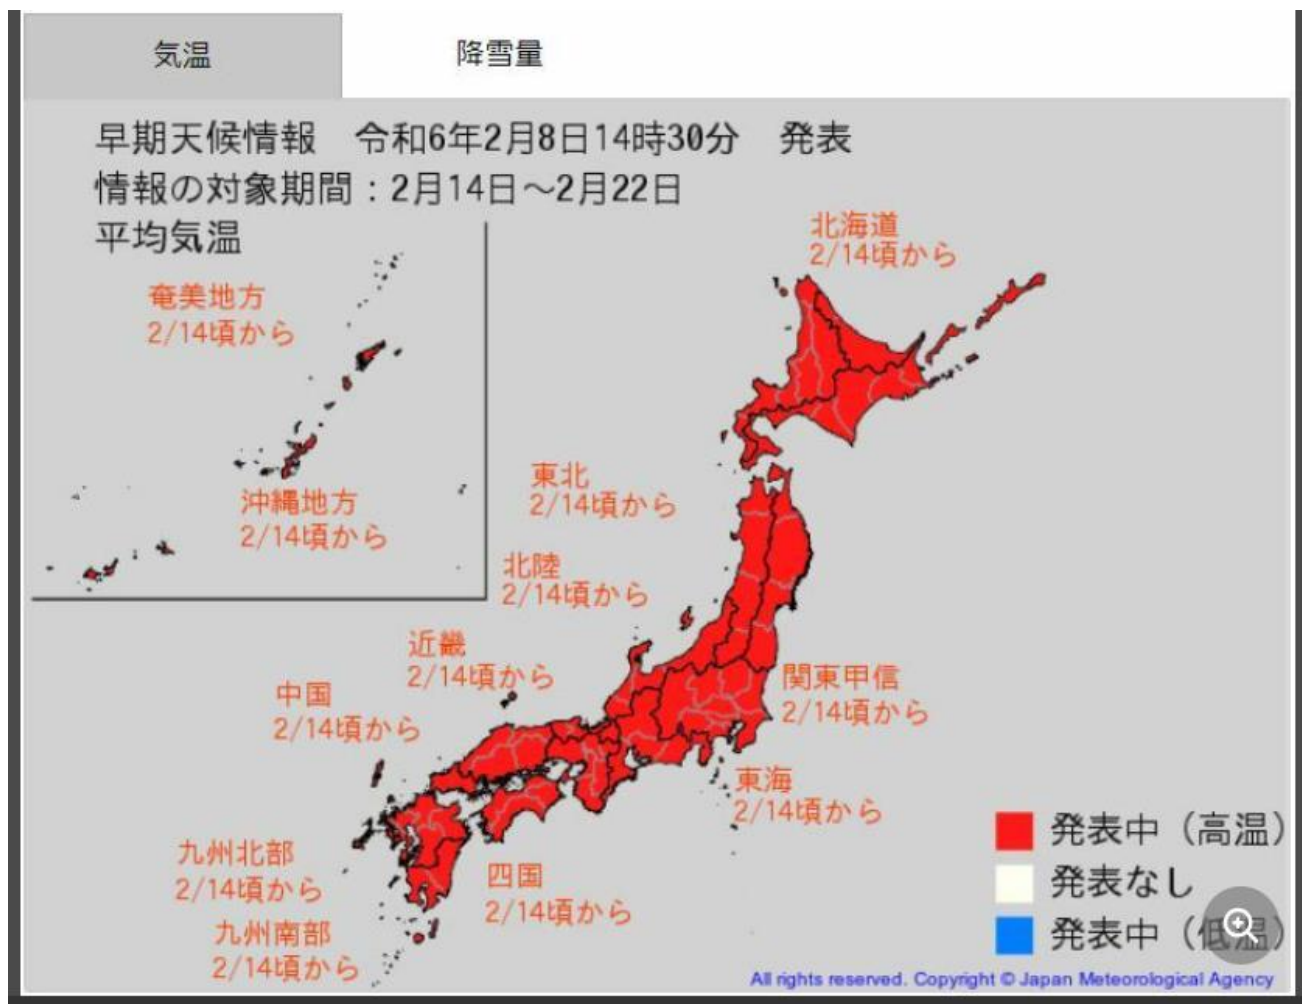 気温
降雪量
早期天候情報　令和6年2月8日14時30分　発表
情報の対象期間：2月14日～2月22日
平均気温
北海道
2/14頃から
奄美地方
2/14頃から
東北
2/14頃から
沖縄地方
2/14頃から
北陸
2/14頃から
近畿
2/14頃から
関東甲信
2/14頃から
中国
2/14頃から
東海
2/14頃から
九州北部
2/14頃から
四国
2/14頃から
九州南部
2/14頃から
発表中（高温）
発表なし
発表中（低温）
All rights reserved. Copyright © Japan Meteorological Agency